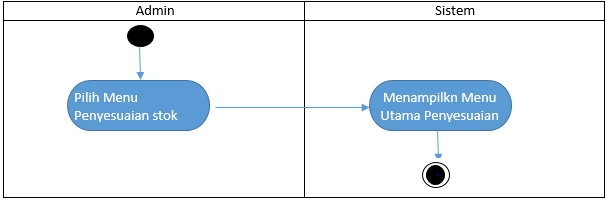 Admin
Sistem
Pilih Menu
Penyesuaian stok
Menampilkn Menu
Utama Penyesuaian